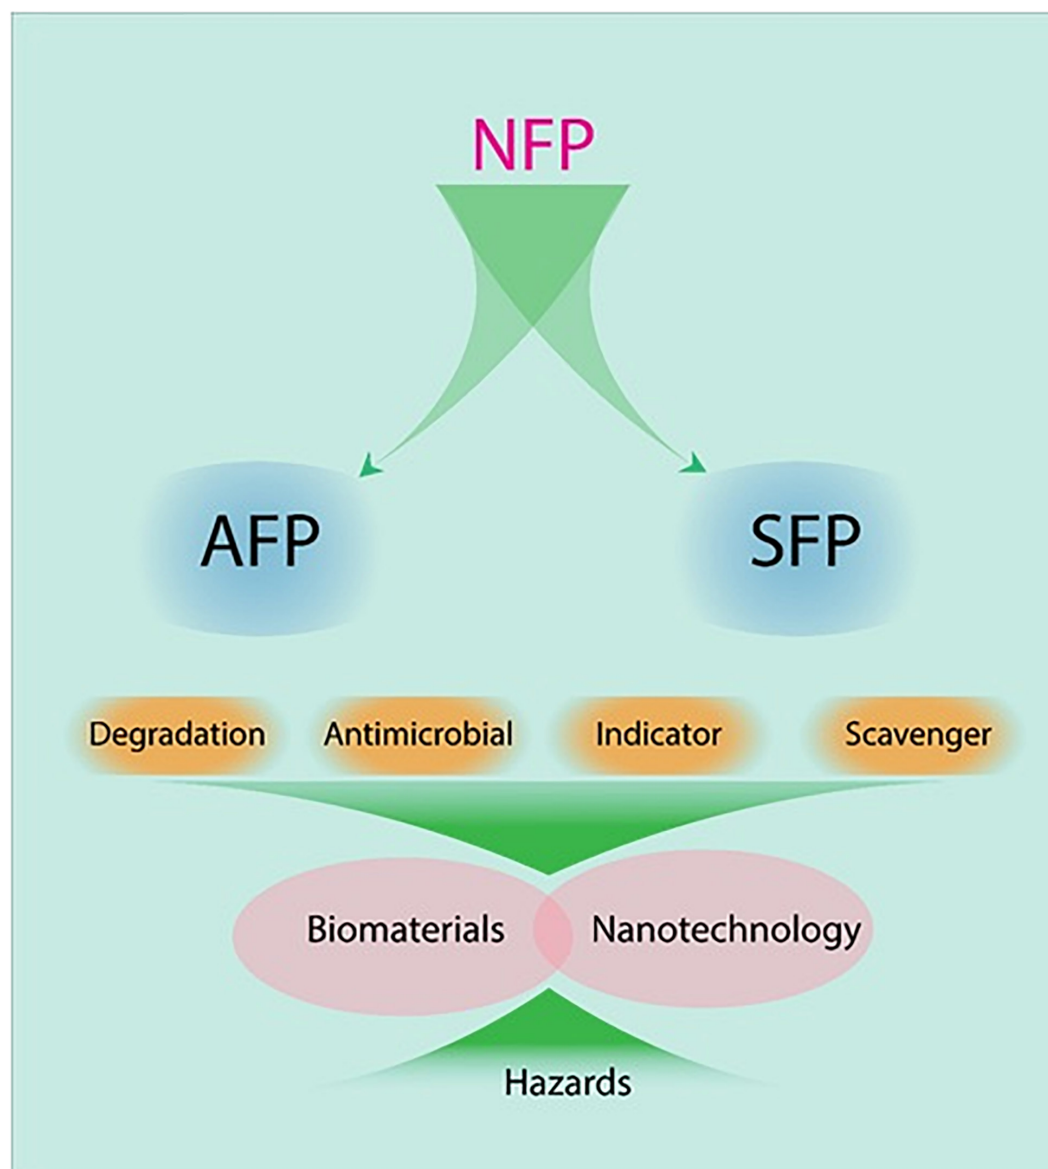 NFP
AFP SFP
Degradation Antimicrobial Indicator Scavenger
Biomaterials Nanotechnology
Hazards